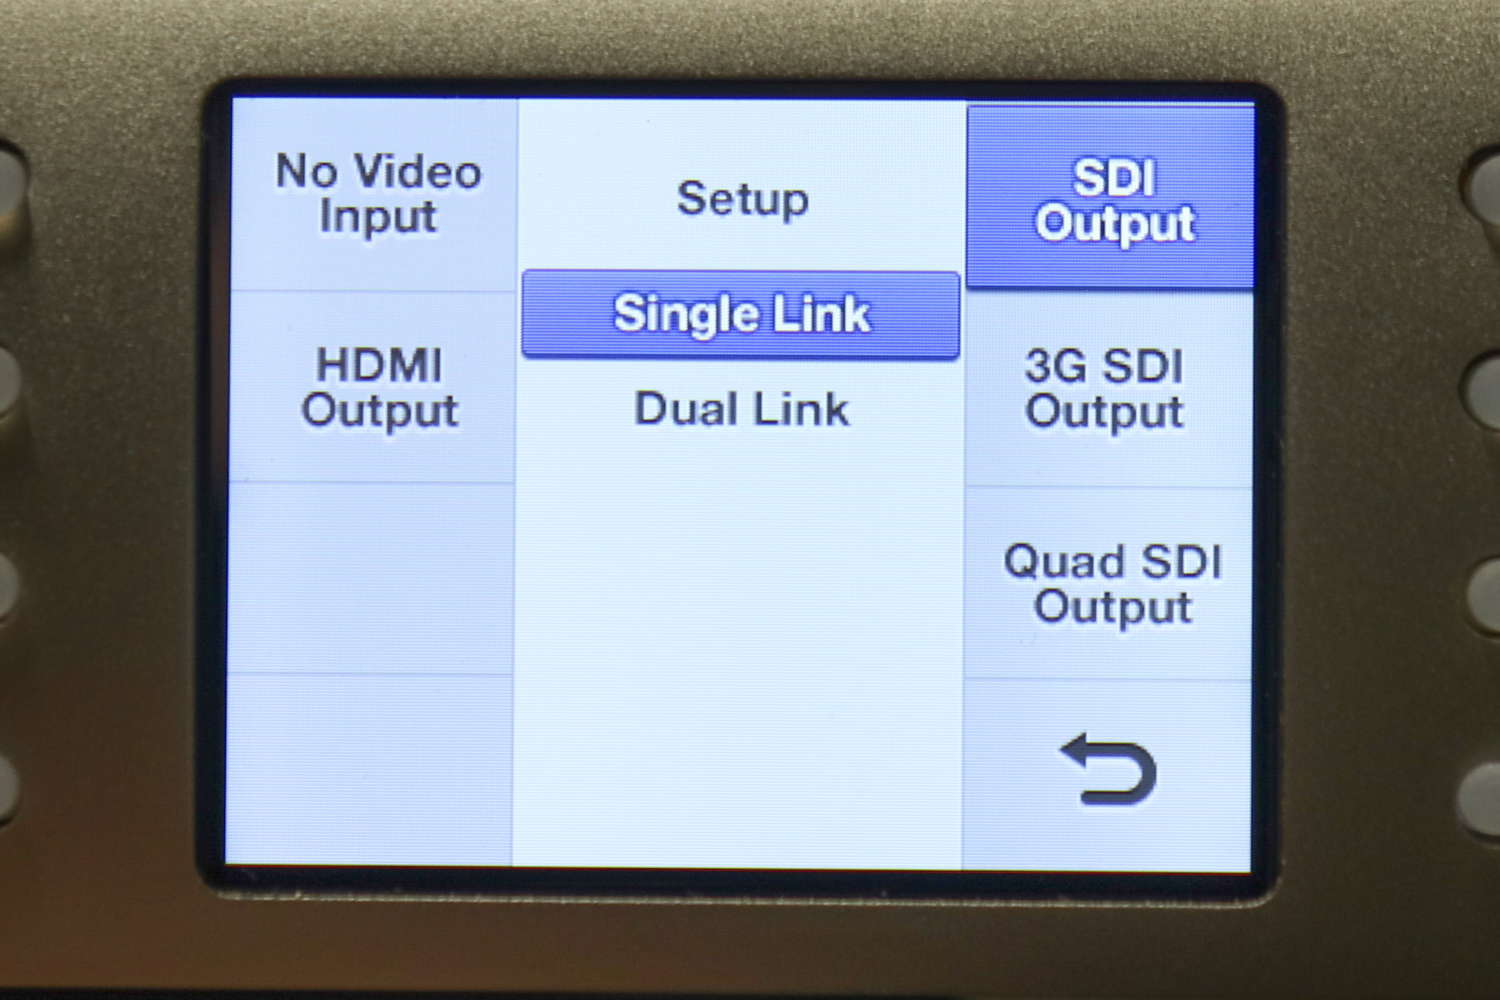 No Video
Input
HDMI
Output
Setup
Single Link
Dual Link
SDI
Output
3G SDI
Output
Quad SDI
Output